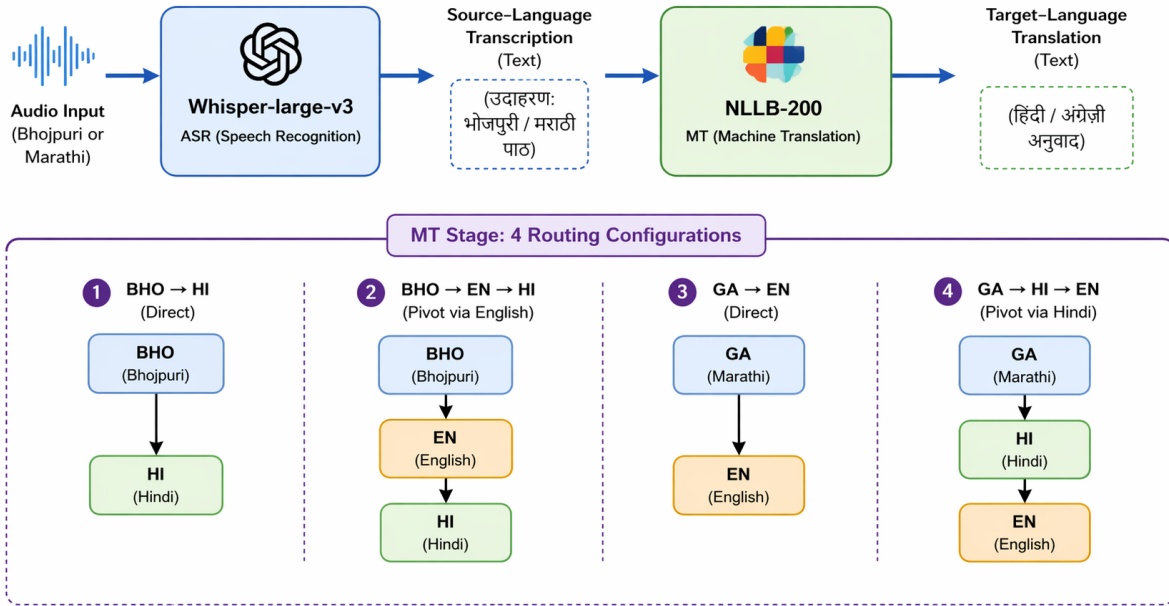 Audio Input
(Bhojpuri or
Marathi)
Whisper-large-v3
ASR (Speech Recognition)
Source–Language
Transcription
(Text)
(उदाहरण:
भोजपुरी / मराठी
पाठ)
NLLB-200
MT (Machine Translation)
Target–Language
Translation
(Text)
(हिंदी / अंग्रेज़ी
अनुवाद)
MT Stage: 4 Routing Configurations
1 BHO → HI
(Direct)
BHO
(Bhojpuri)
HI
(Hindi)
2 BHO → EN → HI
(Pivot via English)
BHO
(Bhojpuri)
EN
(English)
HI
(Hindi)
3 GA → EN
(Direct)
GA
(Marathi)
EN
(English)
4 GA → HI → EN
(Pivot via Hindi)
GA
(Marathi)
HI
(Hindi)
EN
(English)